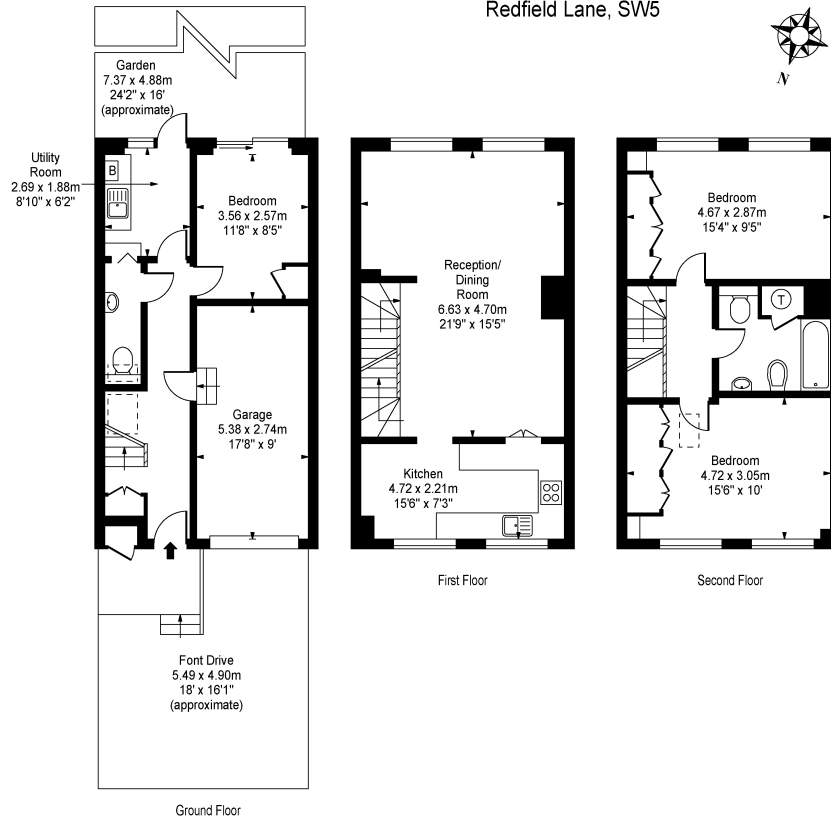 Redfield Lane, SW5
N
Garden
7.37 x 4.88m
24'2" x 16'
(approximate)
Utility
Room
2.69 x 1.88m
8'10" x 6'2"
B
Bedroom
3.56 x 2.57m
11'8" x 8'5"
Garage
5.38 x 2.74m
17'8" x 9'
Font Drive
5.49 x 4.90m
18' x 16'1"
(approximate)
Ground Floor
Reception/
Dining
Room
6.63 x 4.70m
21'9" x 15'5"
Kitchen
4.72 x 2.21m
15'6" x 7'3"
First Floor
Bedroom
4.67 x 2.87m
15'4" x 9'5"
T
Bedroom
4.72 x 3.05m
15'6" x 10'
Second Floor